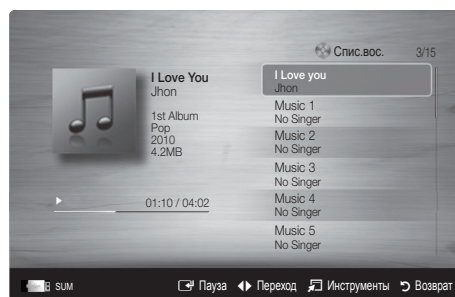 Спис.вос. 3/15
I Love You
Jhon
1st Album
Pop
2010
4.2MB
01:10 / 04:02
I Love you
Jhon
Music 1
No Singer
Music 2
No Singer
Music 3
No Singer
Music 4
No Singer
Music 5
No Singer
SUM Пауза Переход Инструменты Возврат